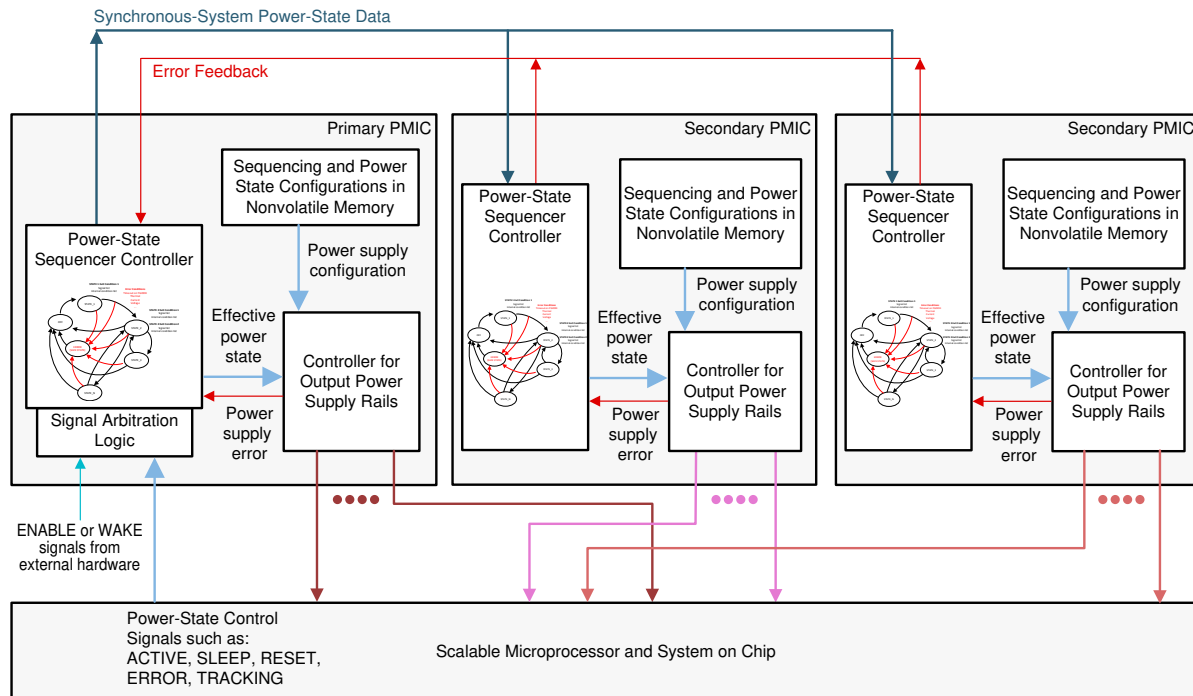 Synchronous-System Power-State Data
Error Feedback
Primary PMIC
Sequencing and Power
State Configurations in
Nonvolatile Memory
Power-State
Sequencer Controller
Power supply
configuration
Effective
power
state
Controller for
Output Power
Supply Rails
Power
supply
error
Signal Arbitration
Logic
ENABLE or WAKE
signals from
external hardware
Secondary PMIC
Sequencing and Power
State Configurations in
Nonvolatile Memory
Power-State
Sequencer
Controller
Power supply
configuration
Effective
power
state
Controller for
Output Power
Supply Rails
Power
supply
error
Secondary PMIC
Sequencing and Power
State Configurations in
Nonvolatile Memory
Power-State
Sequencer
Controller
Power supply
configuration
Effective
power
state
Controller for
Output Power
Supply Rails
Power
supply
error
Power-State Control
Signals such as:
ACTIVE, SLEEP, RESET,
ERROR, TRACKING
Scalable Microprocessor and System on Chip